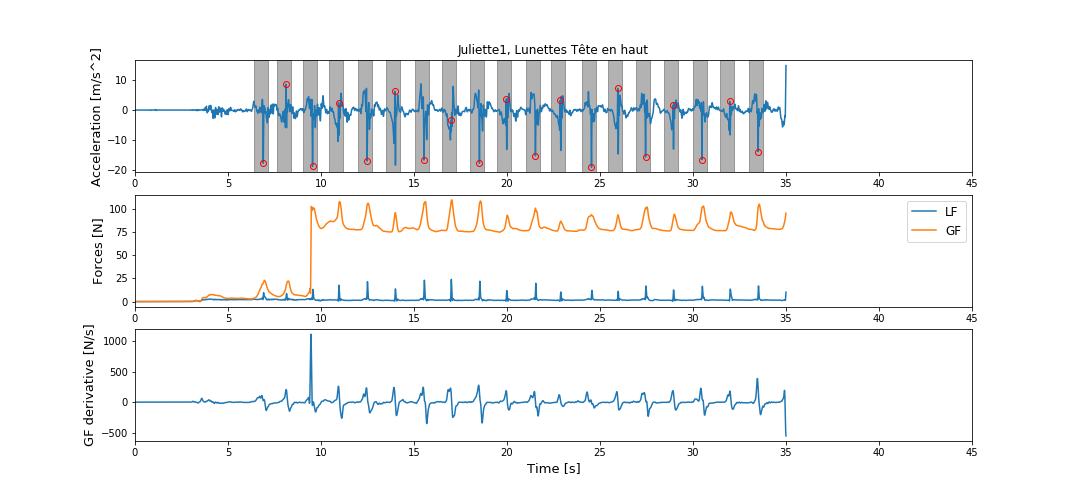 Juliette1, Lunettes Tête en haut
Acceleration [m/s^2]
10
0
−10
−20
0 5 10 15 20 25 30 35 40 45
Forces [N]
100
75
50
25
0
LF
GF
0 5 10 15 20 25 30 35 40 45
GF derivative [N/s]
1000
500
0
−500
0 5 10 15 20 25 30 35 40 45
Time [s]